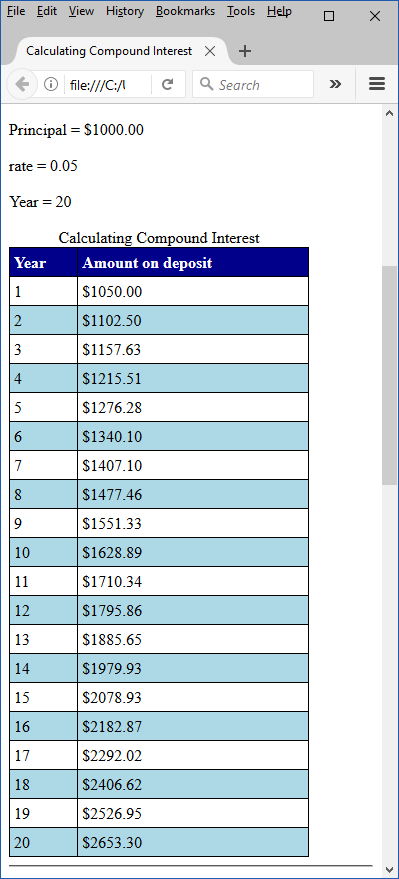 File Edit View History Bookmarks Tools Help
Calculating Compound Interest
file:///C:/
Search
Principal = $1000.00
rate = 0.05
Year = 20
Calculating Compound Interest
Year Amount on deposit
1 $1050.00
2 $1102.50
3 $1157.63
4 $1215.51
5 $1276.28
6 $1340.10
7 $1407.10
8 $1477.46
9 $1551.33
10 $1628.89
11 $1710.34
12 $1795.86
13 $1885.65
14 $1979.93
15 $2078.93
16 $2182.87
17 $2292.02
18 $2406.62
19 $2526.95
20 $2653.30